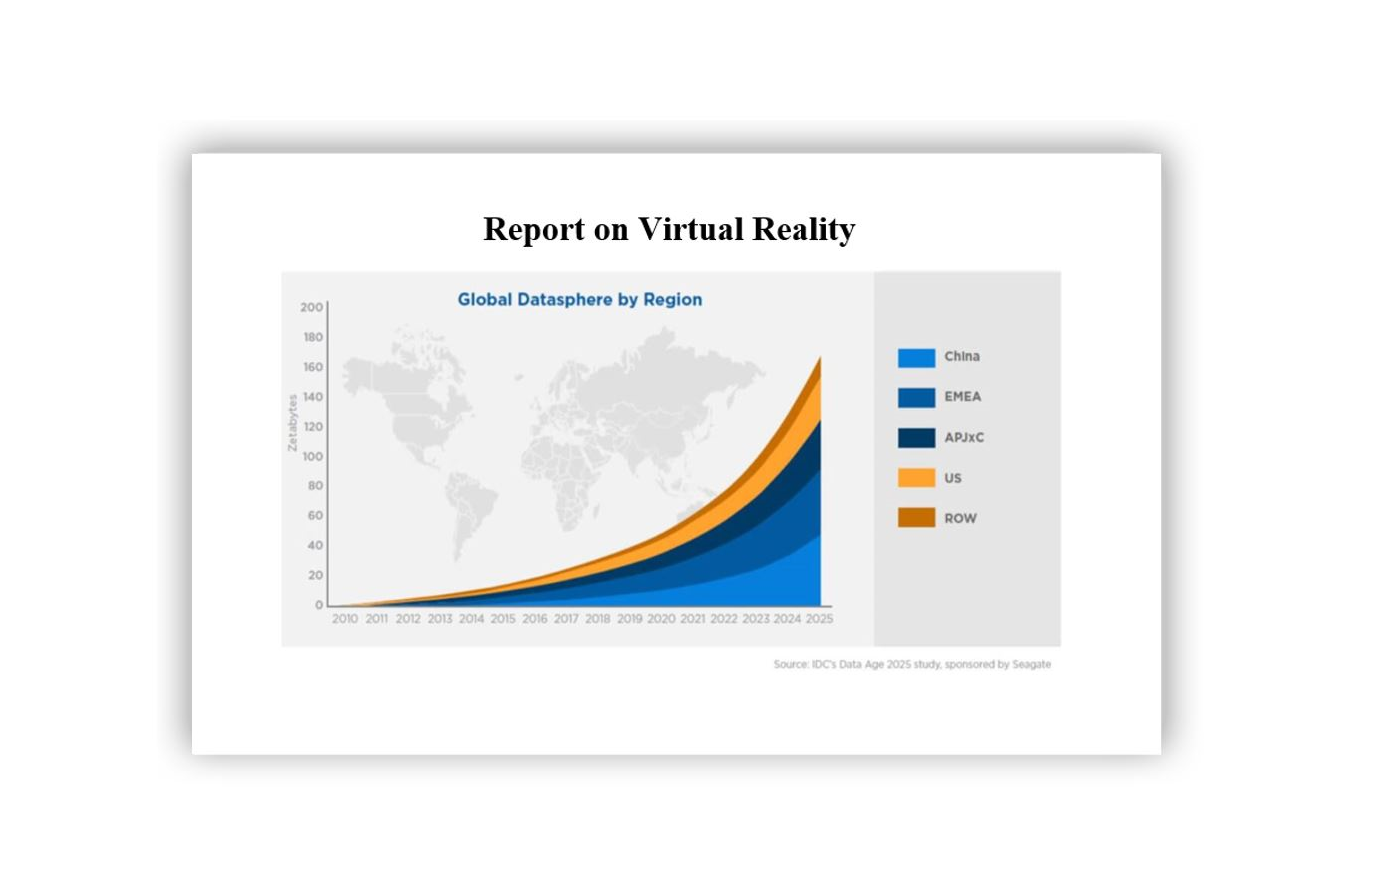 Report on Virtual Reality
Global Datasphere by Region
Zetabytes
200
180
160
140
120
100
80
60
40
20
0
2010 2011 2012 2013 2014 2015 2016 2017 2018 2019 2020 2021 2022 2023 2024 2025
China
EMEA
APJxC
US
ROW
Source: IDC's Data Age 2025 study, sponsored by Seagate